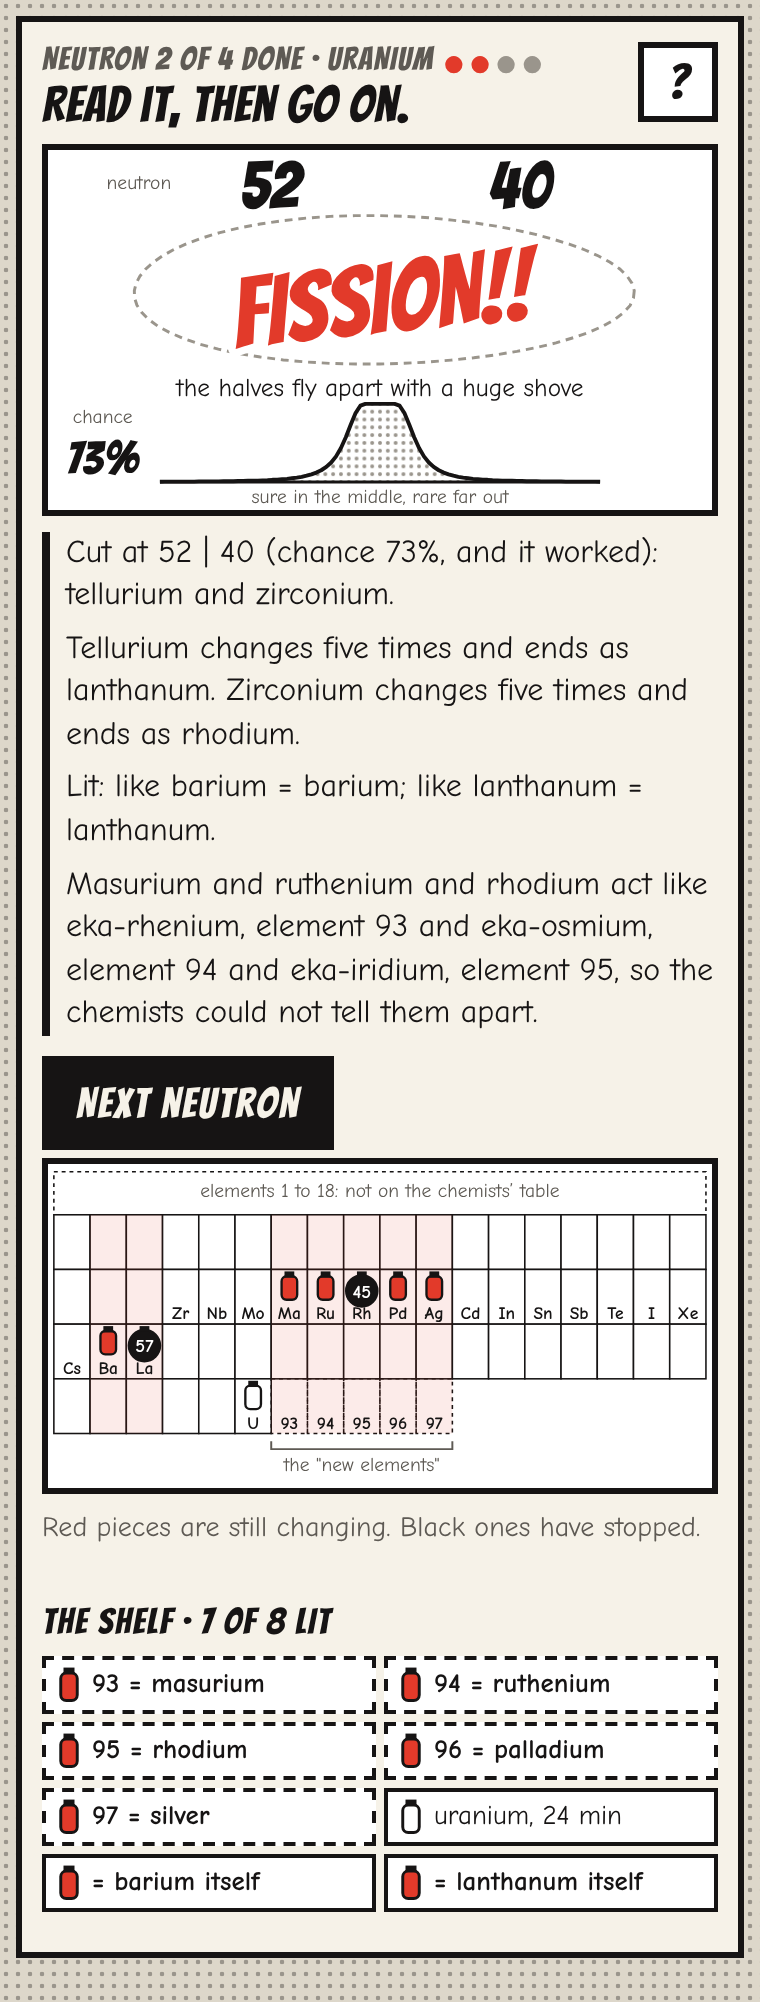 NEUTRON 2 OF 4 DONE · URANIUM
READ IT, THEN GO ON.
?
neutron
52
40
FISSION!!
the halves fly apart with a huge shove
chance
73%
sure in the middle, rare far out
Cut at 52 | 40 (chance 73%, and it worked):
tellurium and zirconium.
Tellurium changes five times and ends as
lanthanum. Zirconium changes five times and
ends as rhodium.
Lit: like barium = barium; like lanthanum =
lanthanum.
Masurium and ruthenium and rhodium act like
eka-rhenium, element 93 and eka-osmium,
element 94 and eka-iridium, element 95, so the
chemists could not tell them apart.
NEXT NEUTRON
elements 1 to 18: not on the chemists' table
45
Zr Nb Mo Ma Ru Rh Pd Ag Cd In Sn Sb Te I Xe
57
Cs Ba La
U 93 94 95 96 97
the "new elements"
Red pieces are still changing. Black ones have stopped.
THE SHELF · 7 OF 8 LIT
93 = masurium
94 = ruthenium
95 = rhodium
96 = palladium
97 = silver
uranium, 24 min
= barium itself
= lanthanum itself